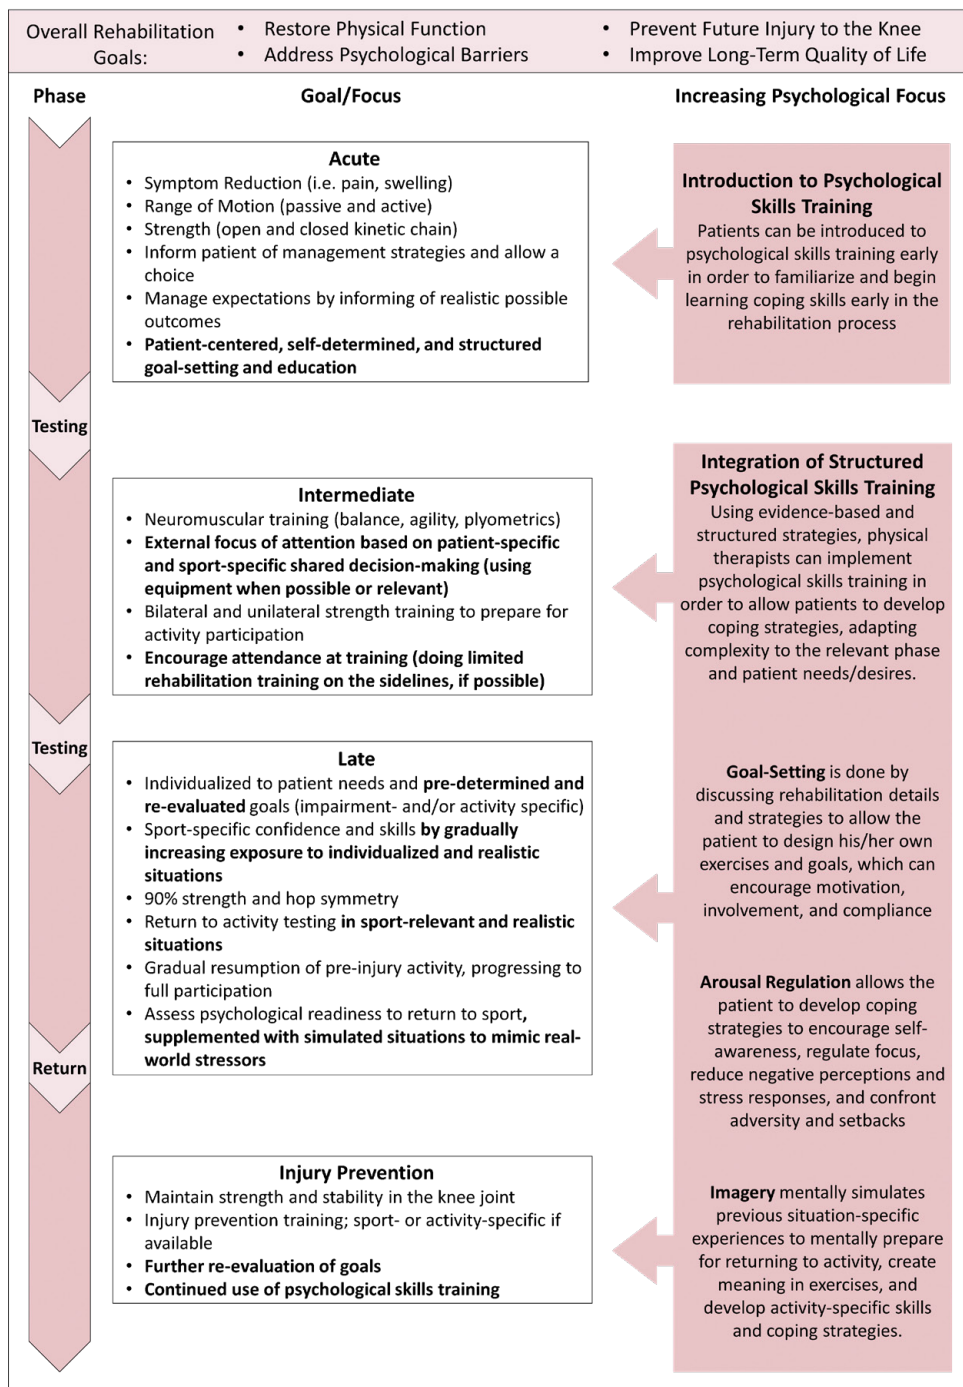 Overall Rehabilitation Goals:
• Restore Physical Function
• Address Psychological Barriers
• Prevent Future Injury to the Knee
• Improve Long-Term Quality of Life
Phase
Goal/Focus
Increasing Psychological Focus
Acute
• Symptom Reduction (i.e. pain, swelling)
• Range of Motion (passive and active)
• Strength (open and closed kinetic chain)
• Inform patient of management strategies and allow a
choice
• Manage expectations by informing of realistic possible
outcomes
• Patient-centered, self-determined, and structured
goal-setting and education
Introduction to Psychological
Skills Training
Patients can be introduced to
psychological skills training early
in order to familiarize and begin
learning coping skills early in the
rehabilitation process
Testing
Intermediate
• Neuromuscular training (balance, agility, plyometrics)
• External focus of attention based on patient-specific
and sport-specific shared decision-making (using
equipment when possible or relevant)
• Bilateral and unilateral strength training to prepare for
activity participation
• Encourage attendance at training (doing limited
rehabilitation training on the sidelines, if possible)
Integration of Structured
Psychological Skills Training
Using evidence-based and
structured strategies, physical
therapists can implement
psychological skills training in
order to allow patients to develop
coping strategies, adapting
complexity to the relevant phase
and patient needs/desires.
Testing
Late
• Individualized to patient needs and pre-determined and
re-evaluated goals (impairment- and/or activity specific)
• Sport-specific confidence and skills by gradually
increasing exposure to individualized and realistic
situations
• 90% strength and hop symmetry
• Return to activity testing in sport-relevant and realistic
situations
• Gradual resumption of pre-injury activity, progressing to
full participation
• Assess psychological readiness to return to sport,
supplemented with simulated situations to mimic real-
world stressors
Goal-Setting is done by
discussing rehabilitation details
and strategies to allow the
patient to design his/her own
exercises and goals, which can
encourage motivation,
involvement, and compliance
Arousal Regulation allows the
patient to develop coping
strategies to encourage self-
awareness, regulate focus,
reduce negative perceptions and
stress responses, and confront
adversity and setbacks
Return
Injury Prevention
• Maintain strength and stability in the knee joint
• Injury prevention training; sport- or activity-specific if
available
• Further re-evaluation of goals
• Continued use of psychological skills training
Imagery mentally simulates
previous situation-specific
experiences to mentally prepare
for returning to activity, create
meaning in exercises, and
develop activity-specific skills
and coping strategies.